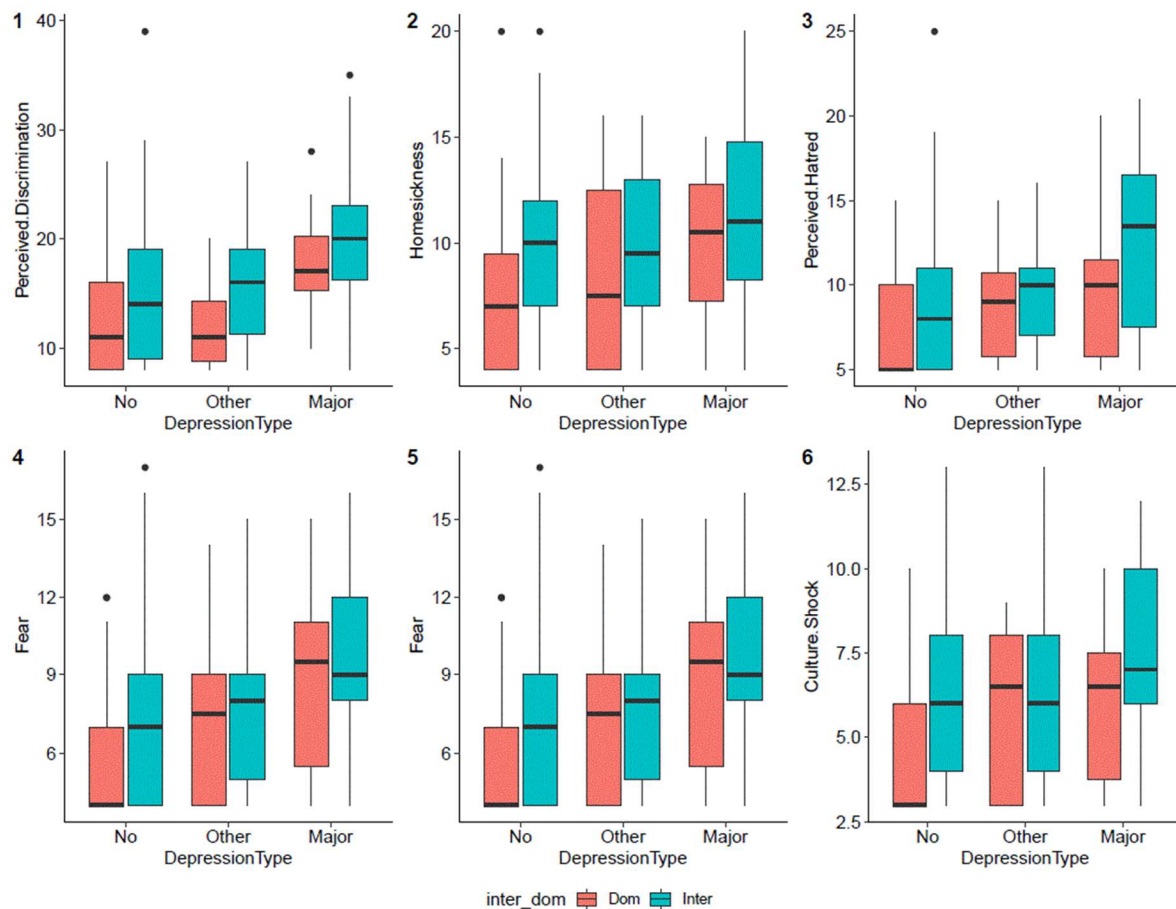 1
40
30
20
10
Perceived.Discrimination
No Other Major
DepressionType
2
20
15
10
5
Homesickness
No Other Major
DepressionType
3
25
20
15
10
5
Perceived.Hatred
No Other Major
DepressionType
4
15
12
9
6
Fear
No Other Major
DepressionType
5
15
12
9
6
Fear
No Other Major
DepressionType
6
12.5
10.0
7.5
5.0
2.5
Culture.Shock
No Other Major
DepressionType
inter_dom Dom Inter